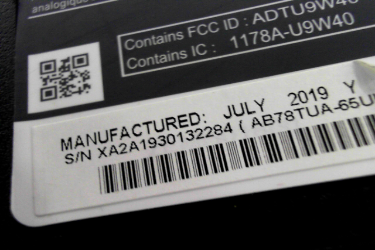 analogique
Contains FCC ID : ADTU9W40
Contains IC : 1178A-U9W40
MANUFACTURED: JULY 2019 Y
S/N XA2A1930132284 ( AB78TUA-65U